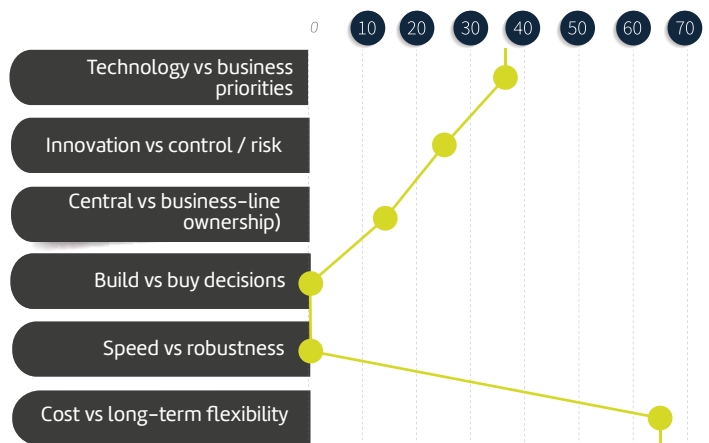 0 10 20 30 40 50 60 70
Technology vs business
priorities
Innovation vs control / risk
Central vs business-line
ownership)
Build vs buy decisions
Speed vs robustness
Cost vs long-term flexibility